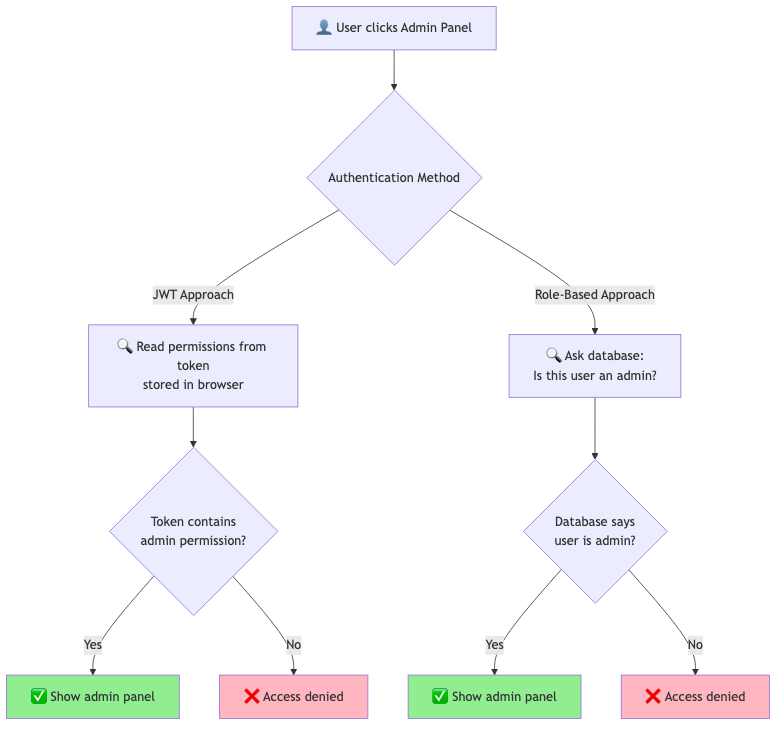 👤 User clicks Admin Panel
Authentication Method
JWT Approach
Role-Based Approach
🔍 Read permissions from
token
stored in browser
🔍 Ask database:
Is this user an admin?
Token contains
admin permission?
Database says
user is admin?
Yes
No
Yes
No
✅ Show admin panel
❌ Access denied
✅ Show admin panel
❌ Access denied